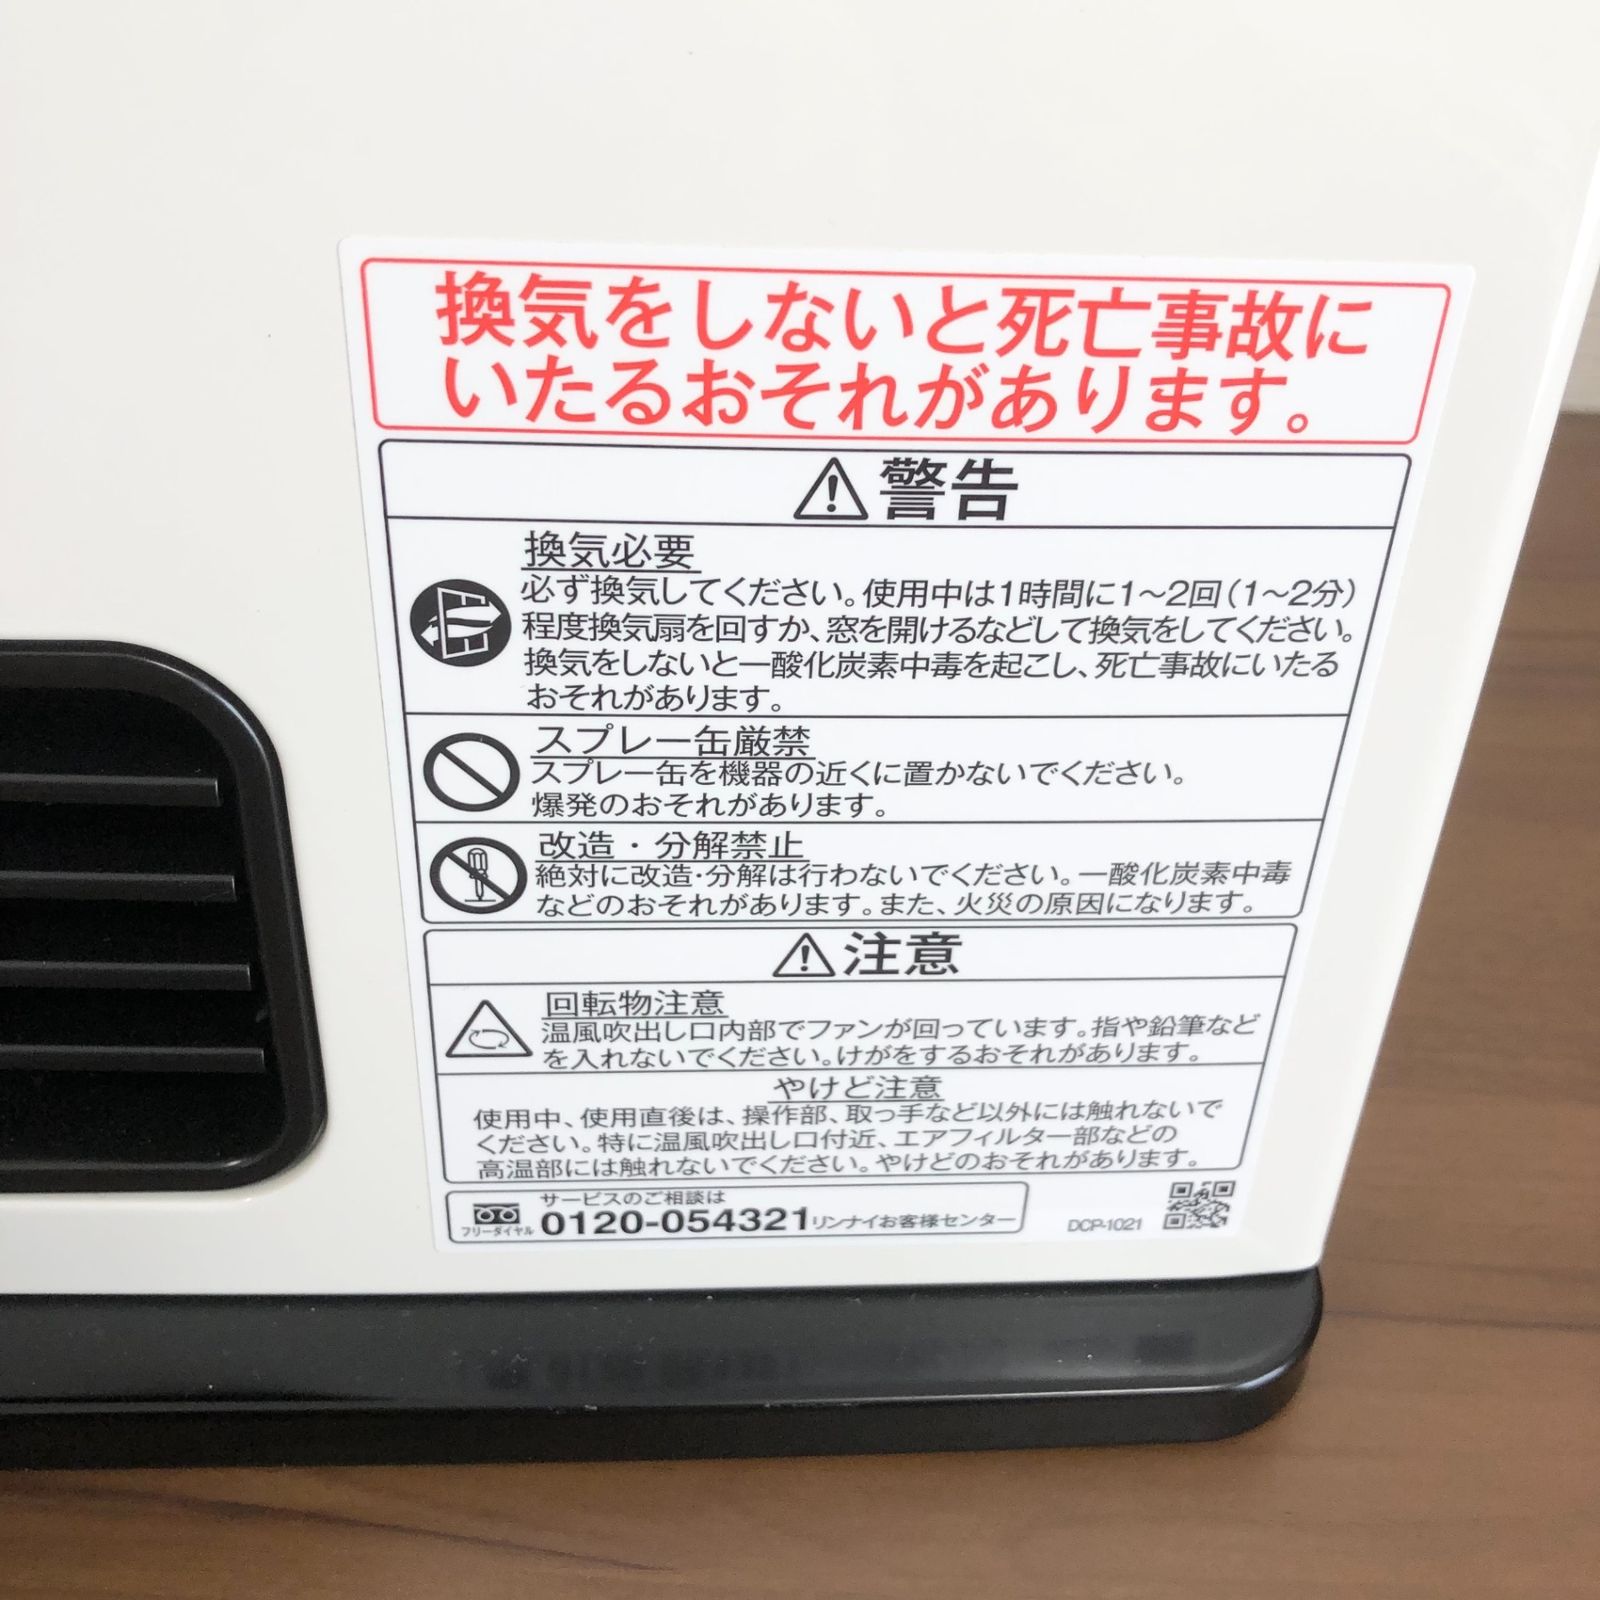 換気をしないと死亡事故に
いたるおそれがあります。
警告
換気必要
必ず換気してください。使用中は1時間に1〜2回(1〜2分)
程度換気扇を回すか、窓を開けるなどして換気をしてください。
換気をしないと一酸化炭素中毒を起こし、死亡事故にいたる
おそれがあります。
スプレー缶厳禁
スプレー缶を機器の近くに置かないでください。
爆発のおそれがあります。
改造・分解禁止
絶対に改造・分解は行わないでください。一酸化炭素中毒
などのおそれがあります。また、火災の原因になります。
注意
回転物注意
温風吹出し口内部でファンが回っています。指や鉛筆など
を入れないでください。けがをするおそれがあります。
やけど注意
使用中、使用直後は、操作部、取っ手など以外には触れないで
ください。特に温風吹出し口付近、エアフィルター部などの
高温部には触れないでください。やけどのおそれがあります。
サービスのご相談は
フリーダイヤル 0120-054321 リンナイお客様センター
DCP-1021